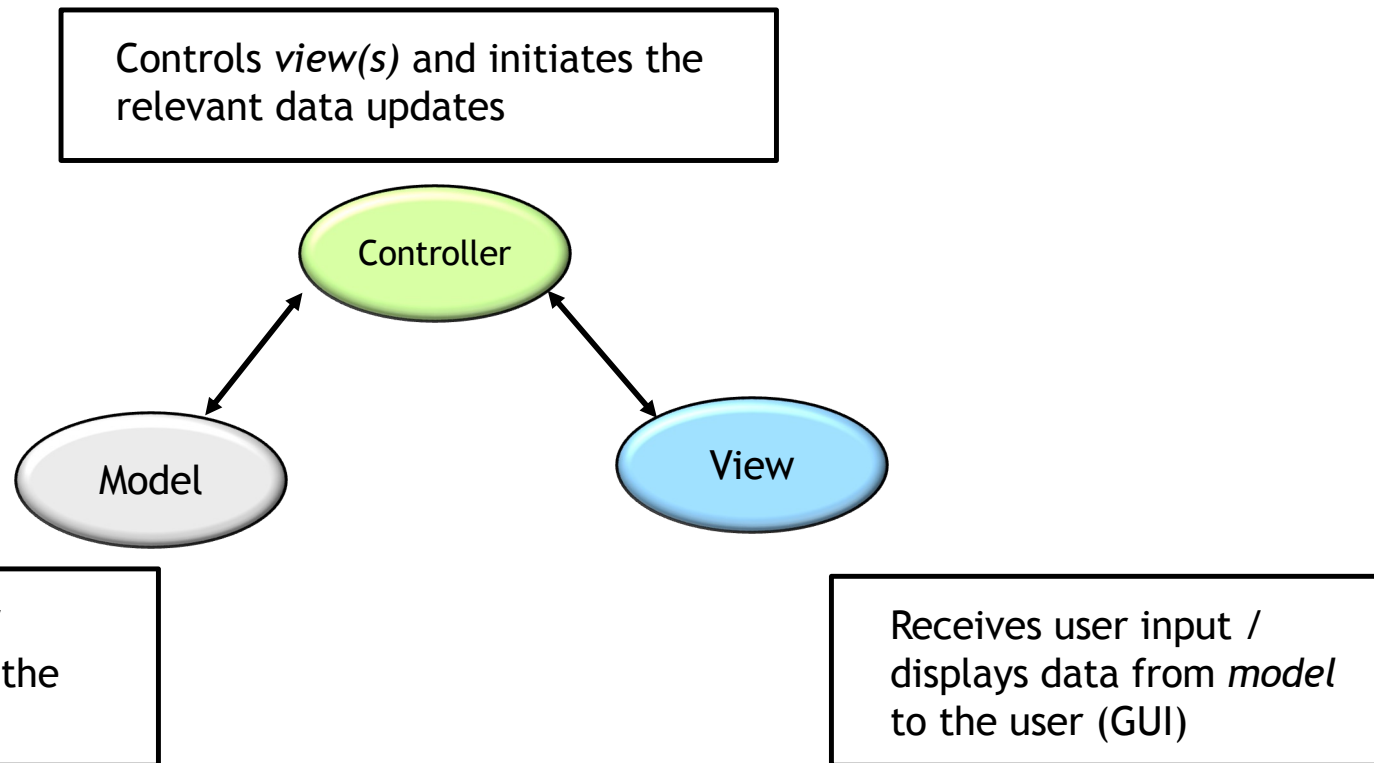 Controls view(s) and initiates the
relevant data updates
Controller
Model
View
the
Receives user input /
displays data from model
to the user (GUI)